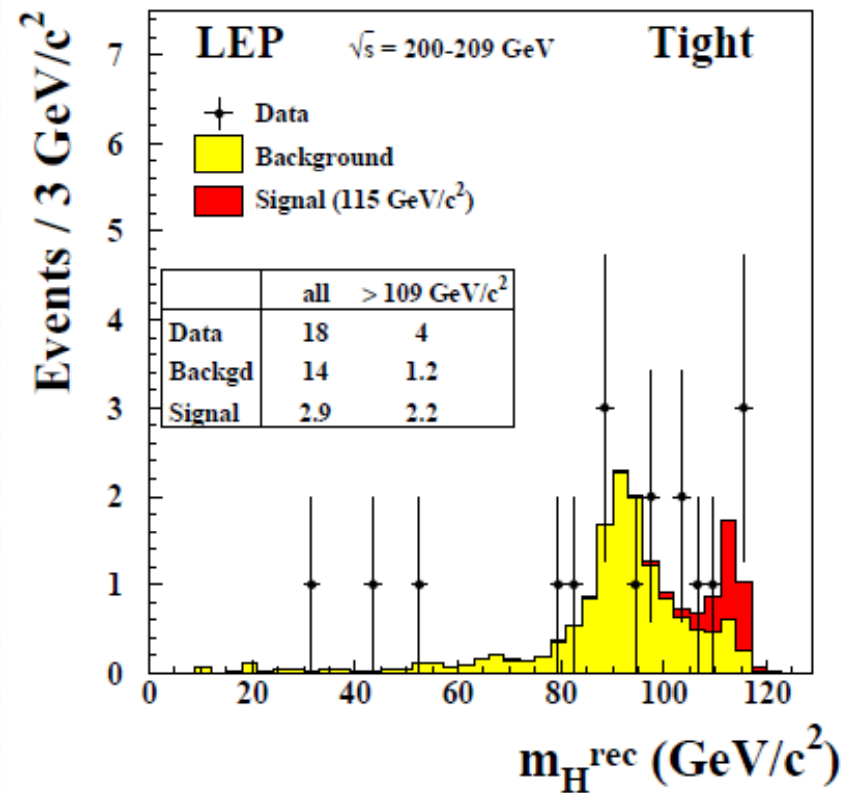 LEP √s = 200-209 GeV Tight
Data
Background
Signal (115 GeV/c²)
all > 109 GeV/c²
Data 18 4
Backgd 14 1.2
Signal 2.9 2.2
Events / 3 GeV/c²
7
6
5
4
3
2
1
0
0 20 40 60 80 100 120
m_H^rec (GeV/c²)